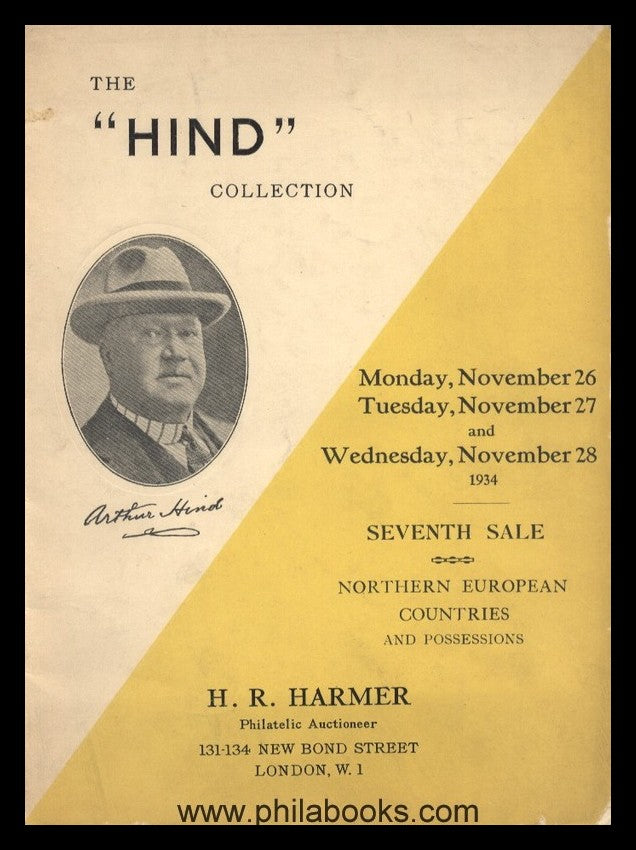 THE
"HIND"
COLLECTION
Arthur Hind
Monday, November 26
Tuesday, November 27
and
Wednesday, November 28
1934
SEVENTH SALE
NORTHERN EUROPEAN
COUNTRIES
AND POSSESSIONS
H. R. HARMER
Philatelic Auctioneer
131-134 NEW BOND STREET
LONDON, W. 1
www.philabooks.com